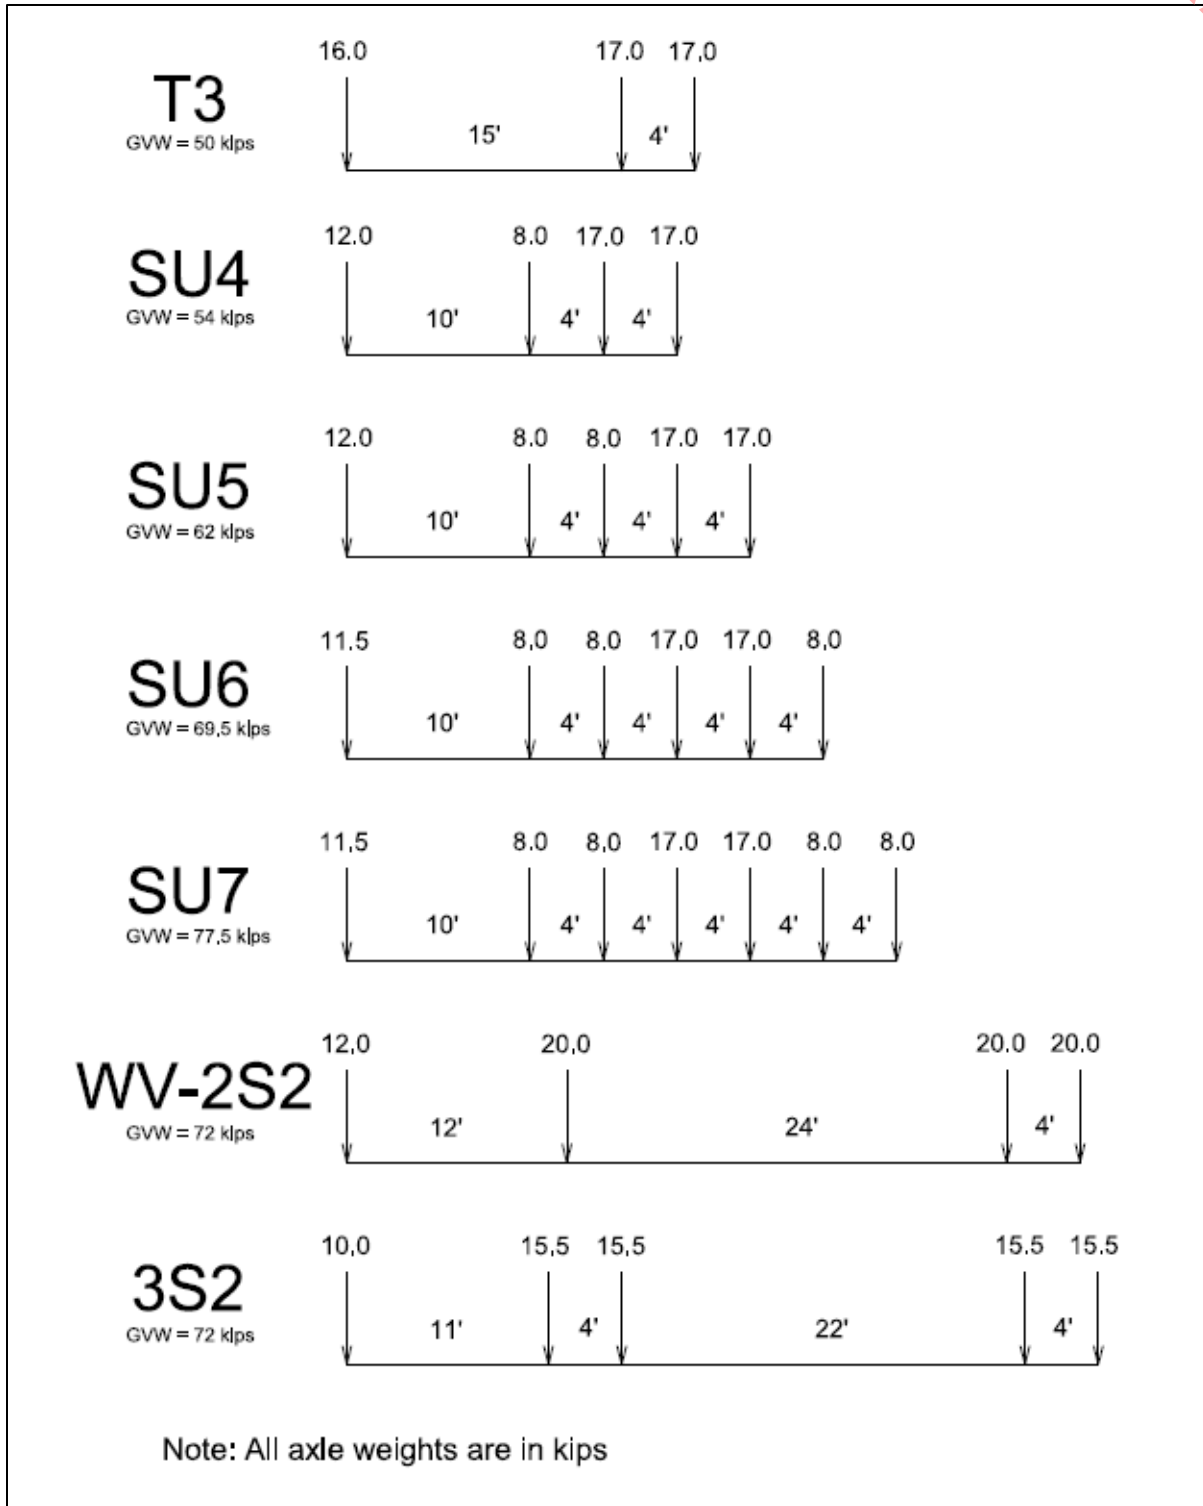 16.0 17.0 17.0
T3
GVW = 50 kips
15' 4'
12.0 8.0 17.0 17.0
SU4
GVW = 54 kips
10' 4' 4'
12.0 8.0 8.0 17.0 17.0
SU5
GVW = 62 kips
10' 4' 4' 4'
11.5 8.0 8.0 17.0 17.0 8.0
SU6
GVW = 69.5 kips
10' 4' 4' 4' 4'
11.5 8.0 8.0 17.0 17.0 8.0 8.0
SU7
GVW = 77.5 kips
10' 4' 4' 4' 4' 4'
12.0 20.0 20.0 20.0
WV-2S2
GVW = 72 kips
12' 24' 4'
10.0 15.5 15.5 15.5 15.5
3S2
GVW = 72 kips
11' 4' 22' 4'
Note: All axle weights are in kips